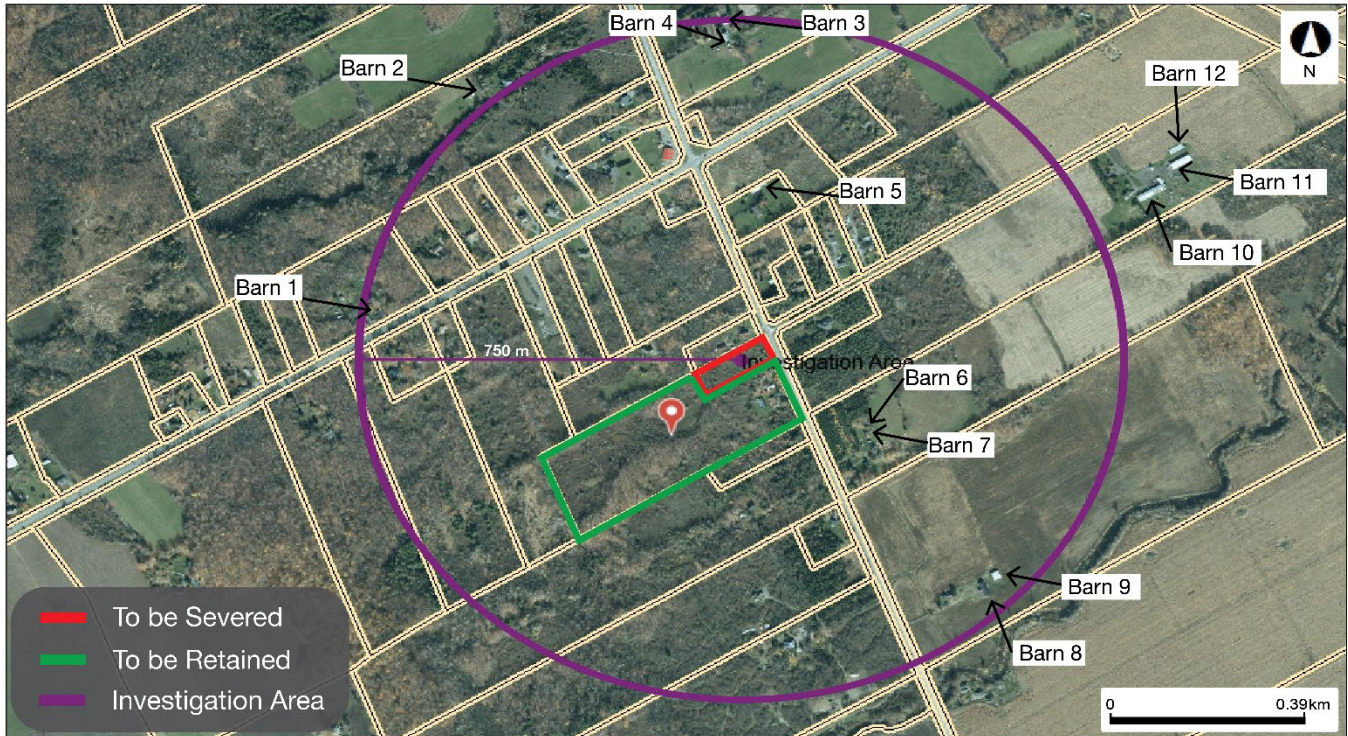 Barn 4
Barn 3
N
Barn 2
Barn 12
Barn 11
Barn 5
Barn 10
Barn 1
750 m
Investigation Area
Barn 6
Barn 7
Barn 9
Barn 8
To be Severed
To be Retained
Investigation Area
0
0.39km